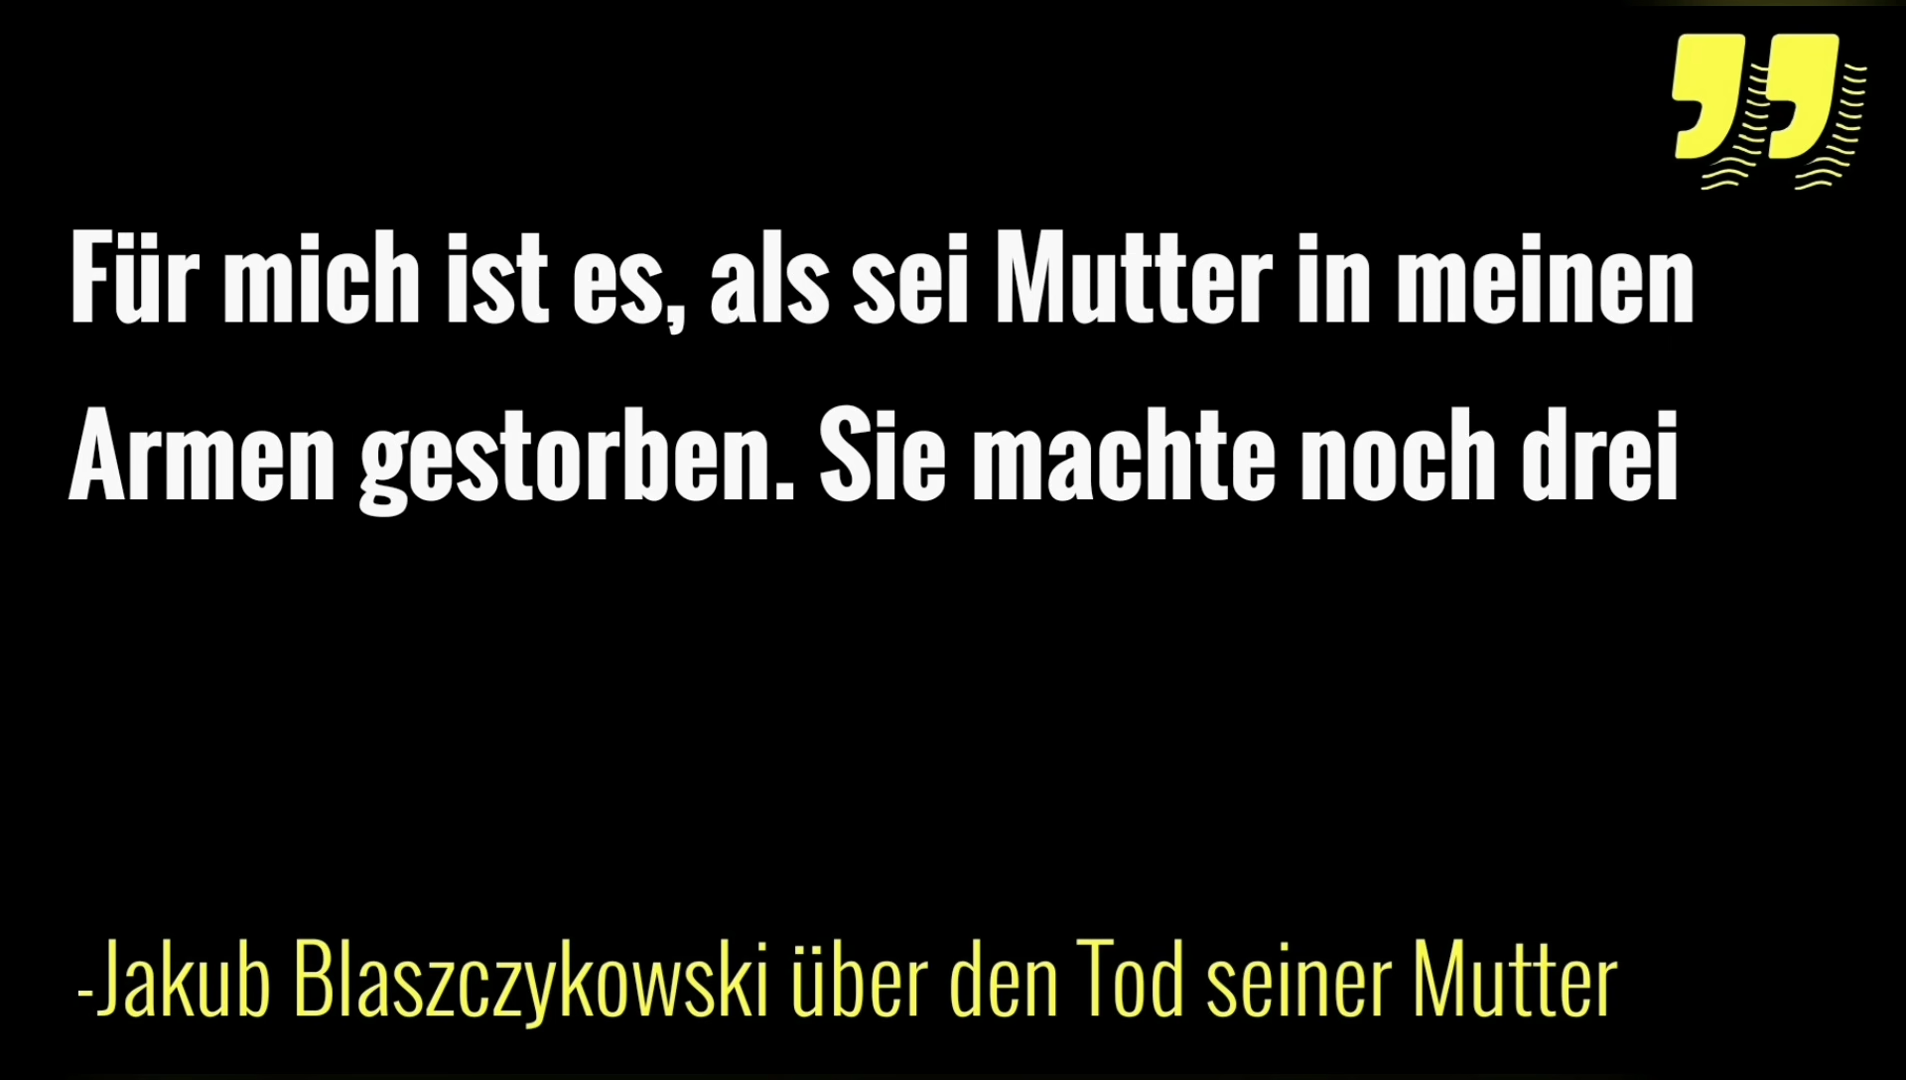 Für mich ist es, als sei Mutter in meinen
Armen gestorben. Sie machte noch drei
-Jakub Blaszczykowski über den Tod seiner Mutter